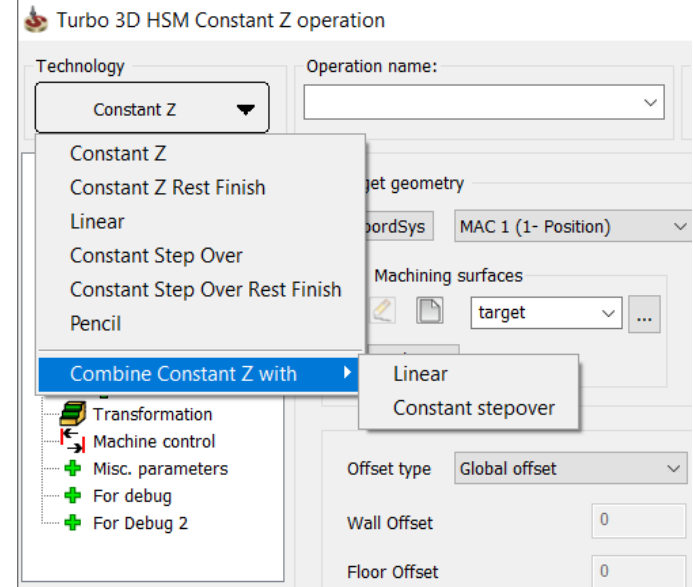 Turbo 3D HSM Constant Z operation
Technology
Operation name:
Constant Z
Constant Z
Constant Z Rest Finish
Linear
Constant Step Over
Constant Step Over Rest Finish
Pencil
Combine Constant Z with
Linear
Constant stepover
geometry
MAC 1 (1- Position)
Machining surfaces
target
...
Transformation
Machine control
Misc. parameters
For debug
For Debug 2
Offset type
Global offset
Wall Offset
0
Floor Offset
0